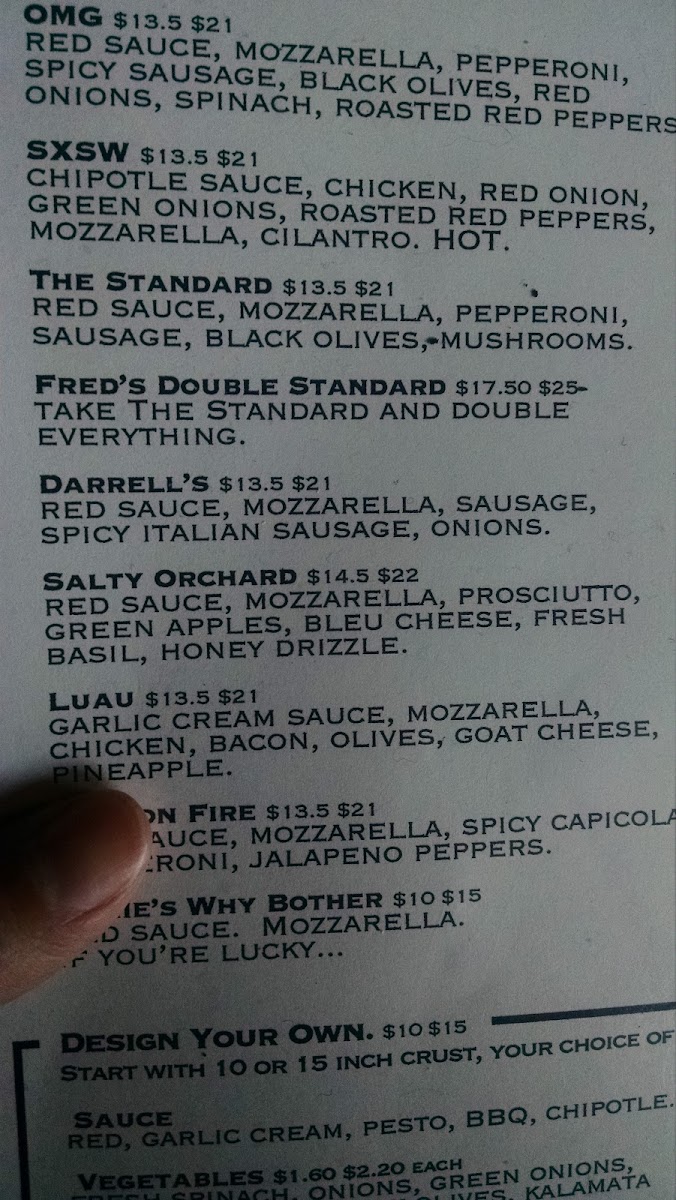 OMG $13.5 $21
RED SAUCE, MOZZARELLA, PEPPERONI,
SPICY SAUSAGE, BLACK OLIVES, RED
ONIONS, SPINACH, ROASTED RED PEPPERS
SXSW $13.5 $21
CHIPOTLE SAUCE, CHICKEN, RED ONION,
GREEN ONIONS, ROASTED RED PEPPERS,
MOZZARELLA, CILANTRO. HOT.
THE STANDARD $13.5 $21
RED SAUCE, MOZZARELLA, PEPPERONI,
SAUSAGE, BLACK OLIVES, MUSHROOMS.
FRED'S DOUBLE STANDARD $17.50 $25
TAKE THE STANDARD AND DOUBLE
EVERYTHING.
DARRELL'S $13.5 $21
RED SAUCE, MOZZARELLA, SAUSAGE,
SPICY ITALIAN SAUSAGE, ONIONS.
SALTY ORCHARD $14.5 $22
RED SAUCE, MOZZARELLA, PROSCIUTTO,
GREEN APPLES, BLEU CHEESE, FRESH
BASIL, HONEY DRIZZLE.
LUAU $13.5 $21
GARLIC CREAM SAUCE, MOZZARELLA,
CHICKEN, BACON, OLIVES, GOAT CHEESE,
PINEAPPLE.
ON FIRE $13.5 $21
MOZZARELLA, SPICY CAPICOLA
JALAPENO PEPPERS.
WHY BOTHER $10 $15
SAUCE. MOZZARELLA.
YOU'RE LUCKY...
DESIGN YOUR OWN. $10 $15
START WITH 10 OR 15 INCH CRUST, YOUR CHOICE OF
SAUCE
RED, GARLIC CREAM, PESTO, BBQ, CHIPOTLE.
VEGETABLES $1.60 $2.20 EACH
FRESH SPINACH, ONIONS, GREEN ONIONS,
KALAMATA